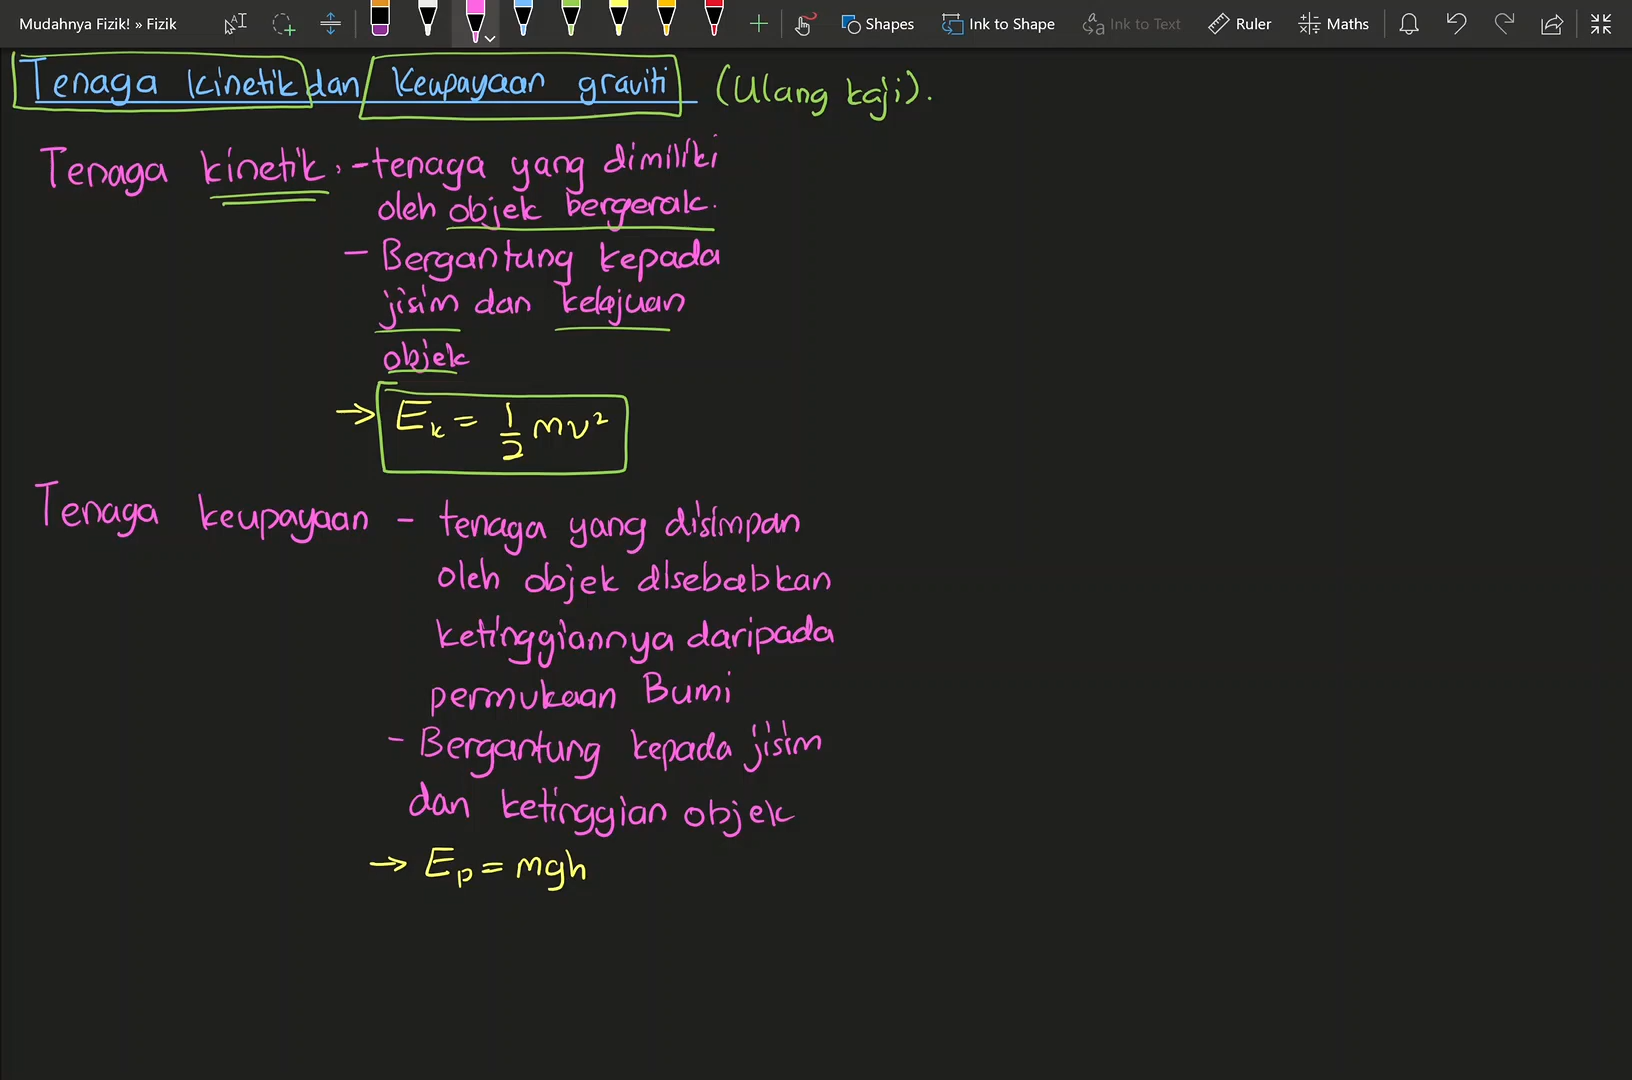 Mudahnya Fizik! » Fizik
Shapes
Ink to Shape
Ink to Text
Ruler
Maths
Tenaga kinetik dan keupayaan graviti (Ulang kaji).
Tenaga kinetik. - tenaga yang dimiliki
oleh objek bergerak.
- Bergantung kepada
jisim dan kelajuan
objek
→ Eₖ = 1/2 mv²
Tenaga keupayaan - tenaga yang disimpan
oleh objek disebabkan
ketinggiannya daripada
permukaan Bumi
- Bergantung kepada jisim
dan ketinggian objek
→ Eₚ = mgh